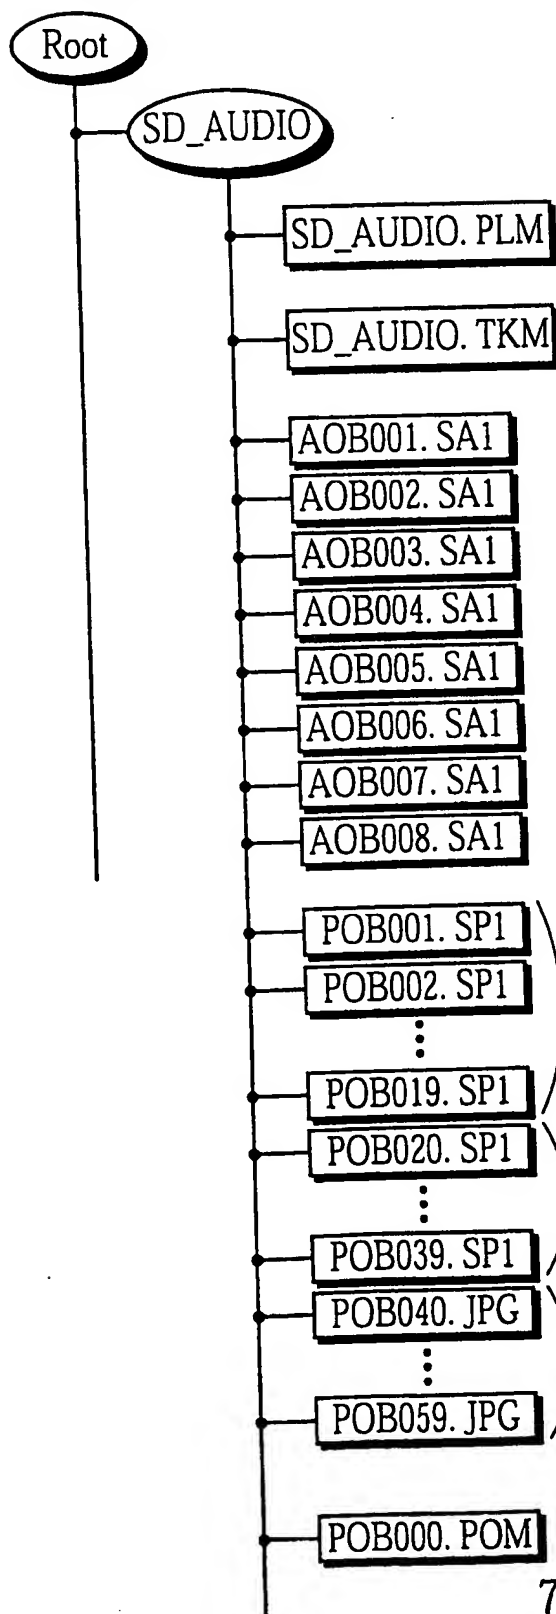 Root
SD_AUDIO
SD_AUDIO. PLM
SD_AUDIO. TKM
AOB001. SA1
AOB002. SA1
AOB003. SA1
AOB004. SA1
AOB005. SA1
AOB006. SA1
AOB007. SA1
AOB008. SA1
POB001. SP1
POB002. SP1
POB019. SP1
POB020. SP1
POB039. SP1
POB040. JPG
POB059. JPG
POB000. POM
7